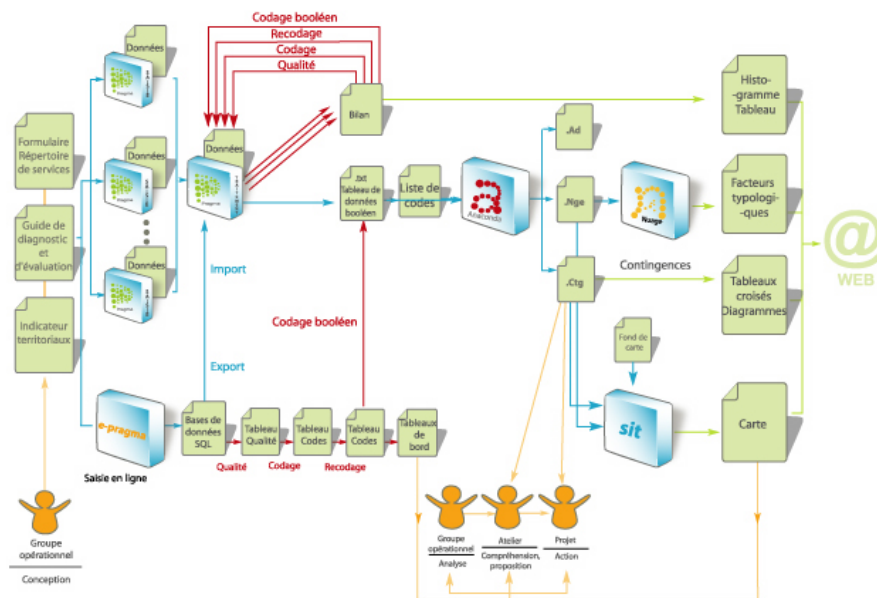 Codage booléen
Recodage
Codage
Qualité
Données
Données
Données
Données
Bilan
Histo-
-gramme
Tableau
Formulaire
Répertoire
de services
Guide de
diagnostic
et
d'évaluation
Indicateur
territoriaux
.txt
Tableau de
données
booléen
Liste de
codes
Anaconda
.Ad
.Nge
.Ctg
Nuage
Facteurs
typologi-
-ques
@
WEB
Contingences
Tableaux
croisés
Diagrammes
Import
Export
Codage booléen
Fond de
carte
sit
Carte
e-pragma
Saisie en ligne
Bases de
données
SQL
Tableau
Qualité
Tableau
Codes
Tableau
Codes
Tableaux
de
bord
Qualité
Codage
Recodage
Groupe
opérationnel
Conception
Groupe
opérationnel
Analyse
Atelier
Compréhension,
proposition
Projet
Action